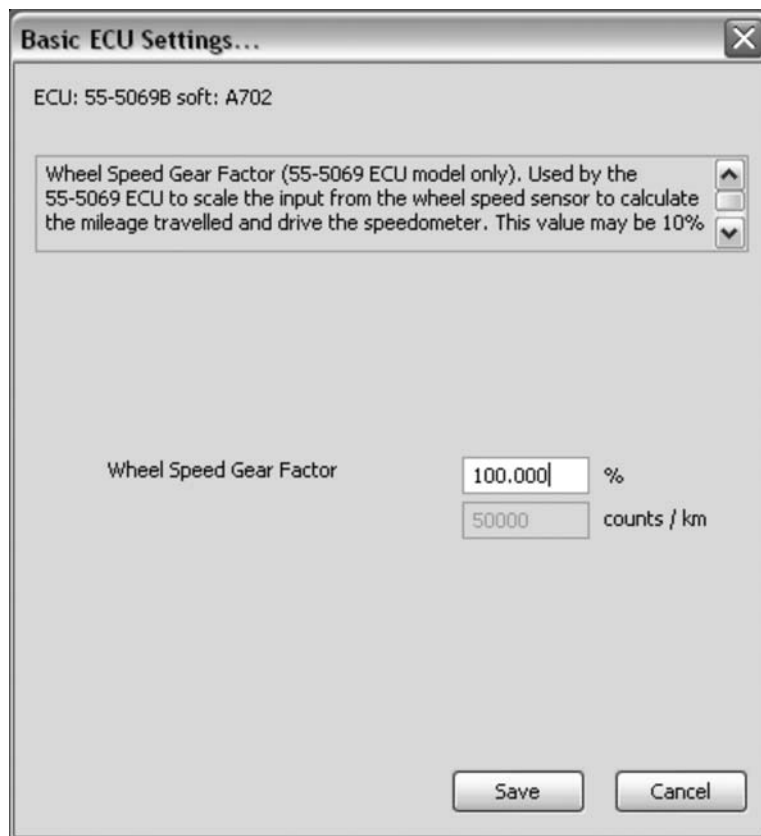 Basic ECU Settings...
ECU: 55-5069B soft: A702
Wheel Speed Gear Factor (55-5069 ECU model only). Used by the
55-5069 ECU to scale the input from the wheel speed sensor to calculate
the mileage travelled and drive the speedometer. This value may be 10%
Wheel Speed Gear Factor 100.000 %
50000 counts / km
Save Cancel